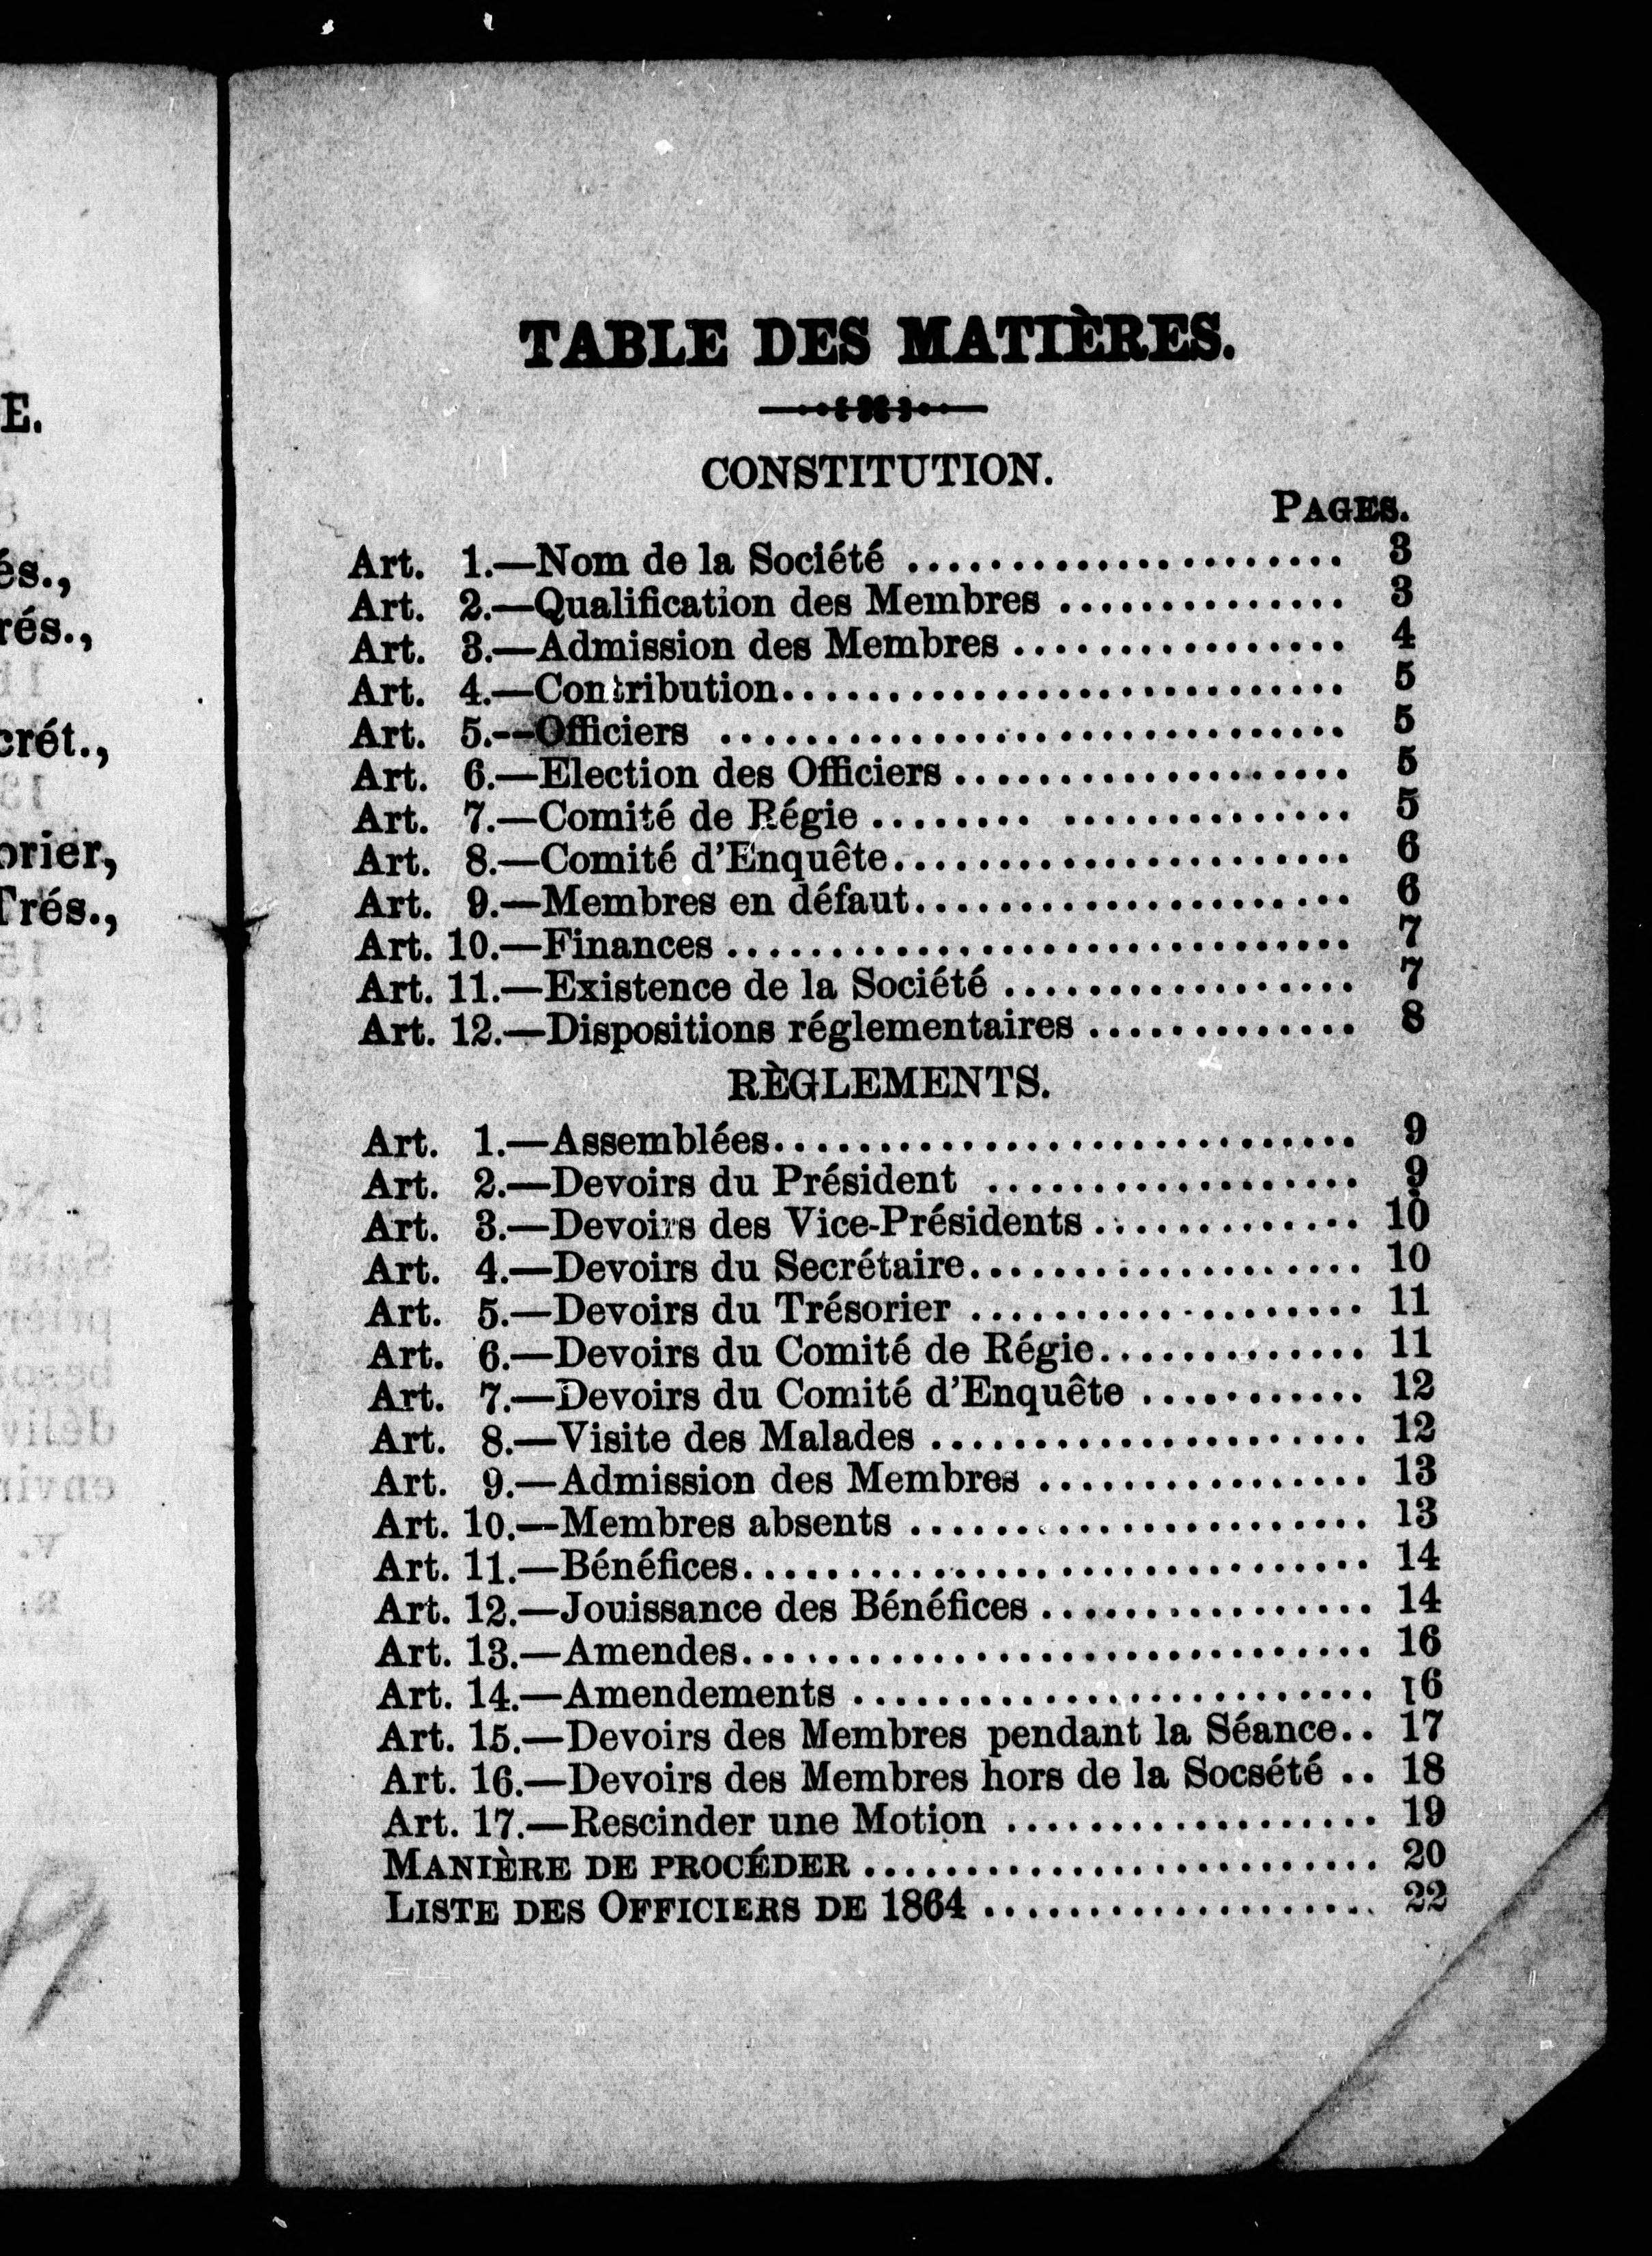 E.
és.,
rés.,
crét.,
orier,
Trés.,
TABLE DES MATIÈRES.
CONSTITUTION.
PAGES.
Art. 1.—Nom de la Société ..................... 3
Art. 2.—Qualification des Membres .............. 3
Art. 3.—Admission des Membres ................ 4
Art. 4.—Contribution........................... 5
Art. 5.—Officiers .............................. 5
Art. 6.—Election des Officiers ................... 5
Art. 7.—Comité de Régie ........ .............. 5
Art. 8.—Comité d'Enquête...................... 6
Art. 9.—Membres en défaut..................... 6
Art. 10.—Finances .............................. 7
Art. 11.—Existence de la Société ................. 7
Art. 12.—Dispositions réglementaires ............. 8
RÈGLEMENTS.
Art. 1.—Assemblées............................ 9
Art. 2.—Devoirs du Président .................. 9
Art. 3.—Devoirs des Vice-Présidents ............. 10
Art. 4.—Devoirs du Secrétaire................... 10
Art. 5.—Devoirs du Trésorier ................... 11
Art. 6.—Devoirs du Comité de Régie............. 11
Art. 7.—Devoirs du Comité d'Enquête ........... 12
Art. 8.—Visite des Malades ..................... 12
Art. 9.—Admission des Membres ................ 13
Art. 10.—Membres absents ...................... 13
Art. 11.—Bénéfices.............................. 14
Art. 12.—Jouissance des Bénéfices ................ 14
Art. 13.—Amendes.............................. 16
Art. 14.—Amendements ......................... 16
Art. 15.—Devoirs des Membres pendant la Séance.. 17
Art. 16.—Devoirs des Membres hors de la Socsété .. 18
Art. 17.—Rescinder une Motion .................. 19
MANIÈRE DE PROCÉDER ......................... 20
LISTE DES OFFICIERS DE 1864 ................... 22